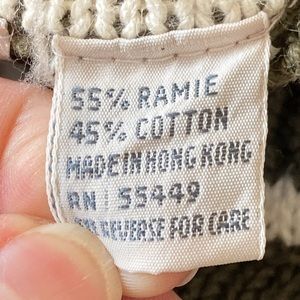 55% RAMIE
45% COTTON
MADE IN HONG KONG
RN 55449
REVERSE FOR CARE